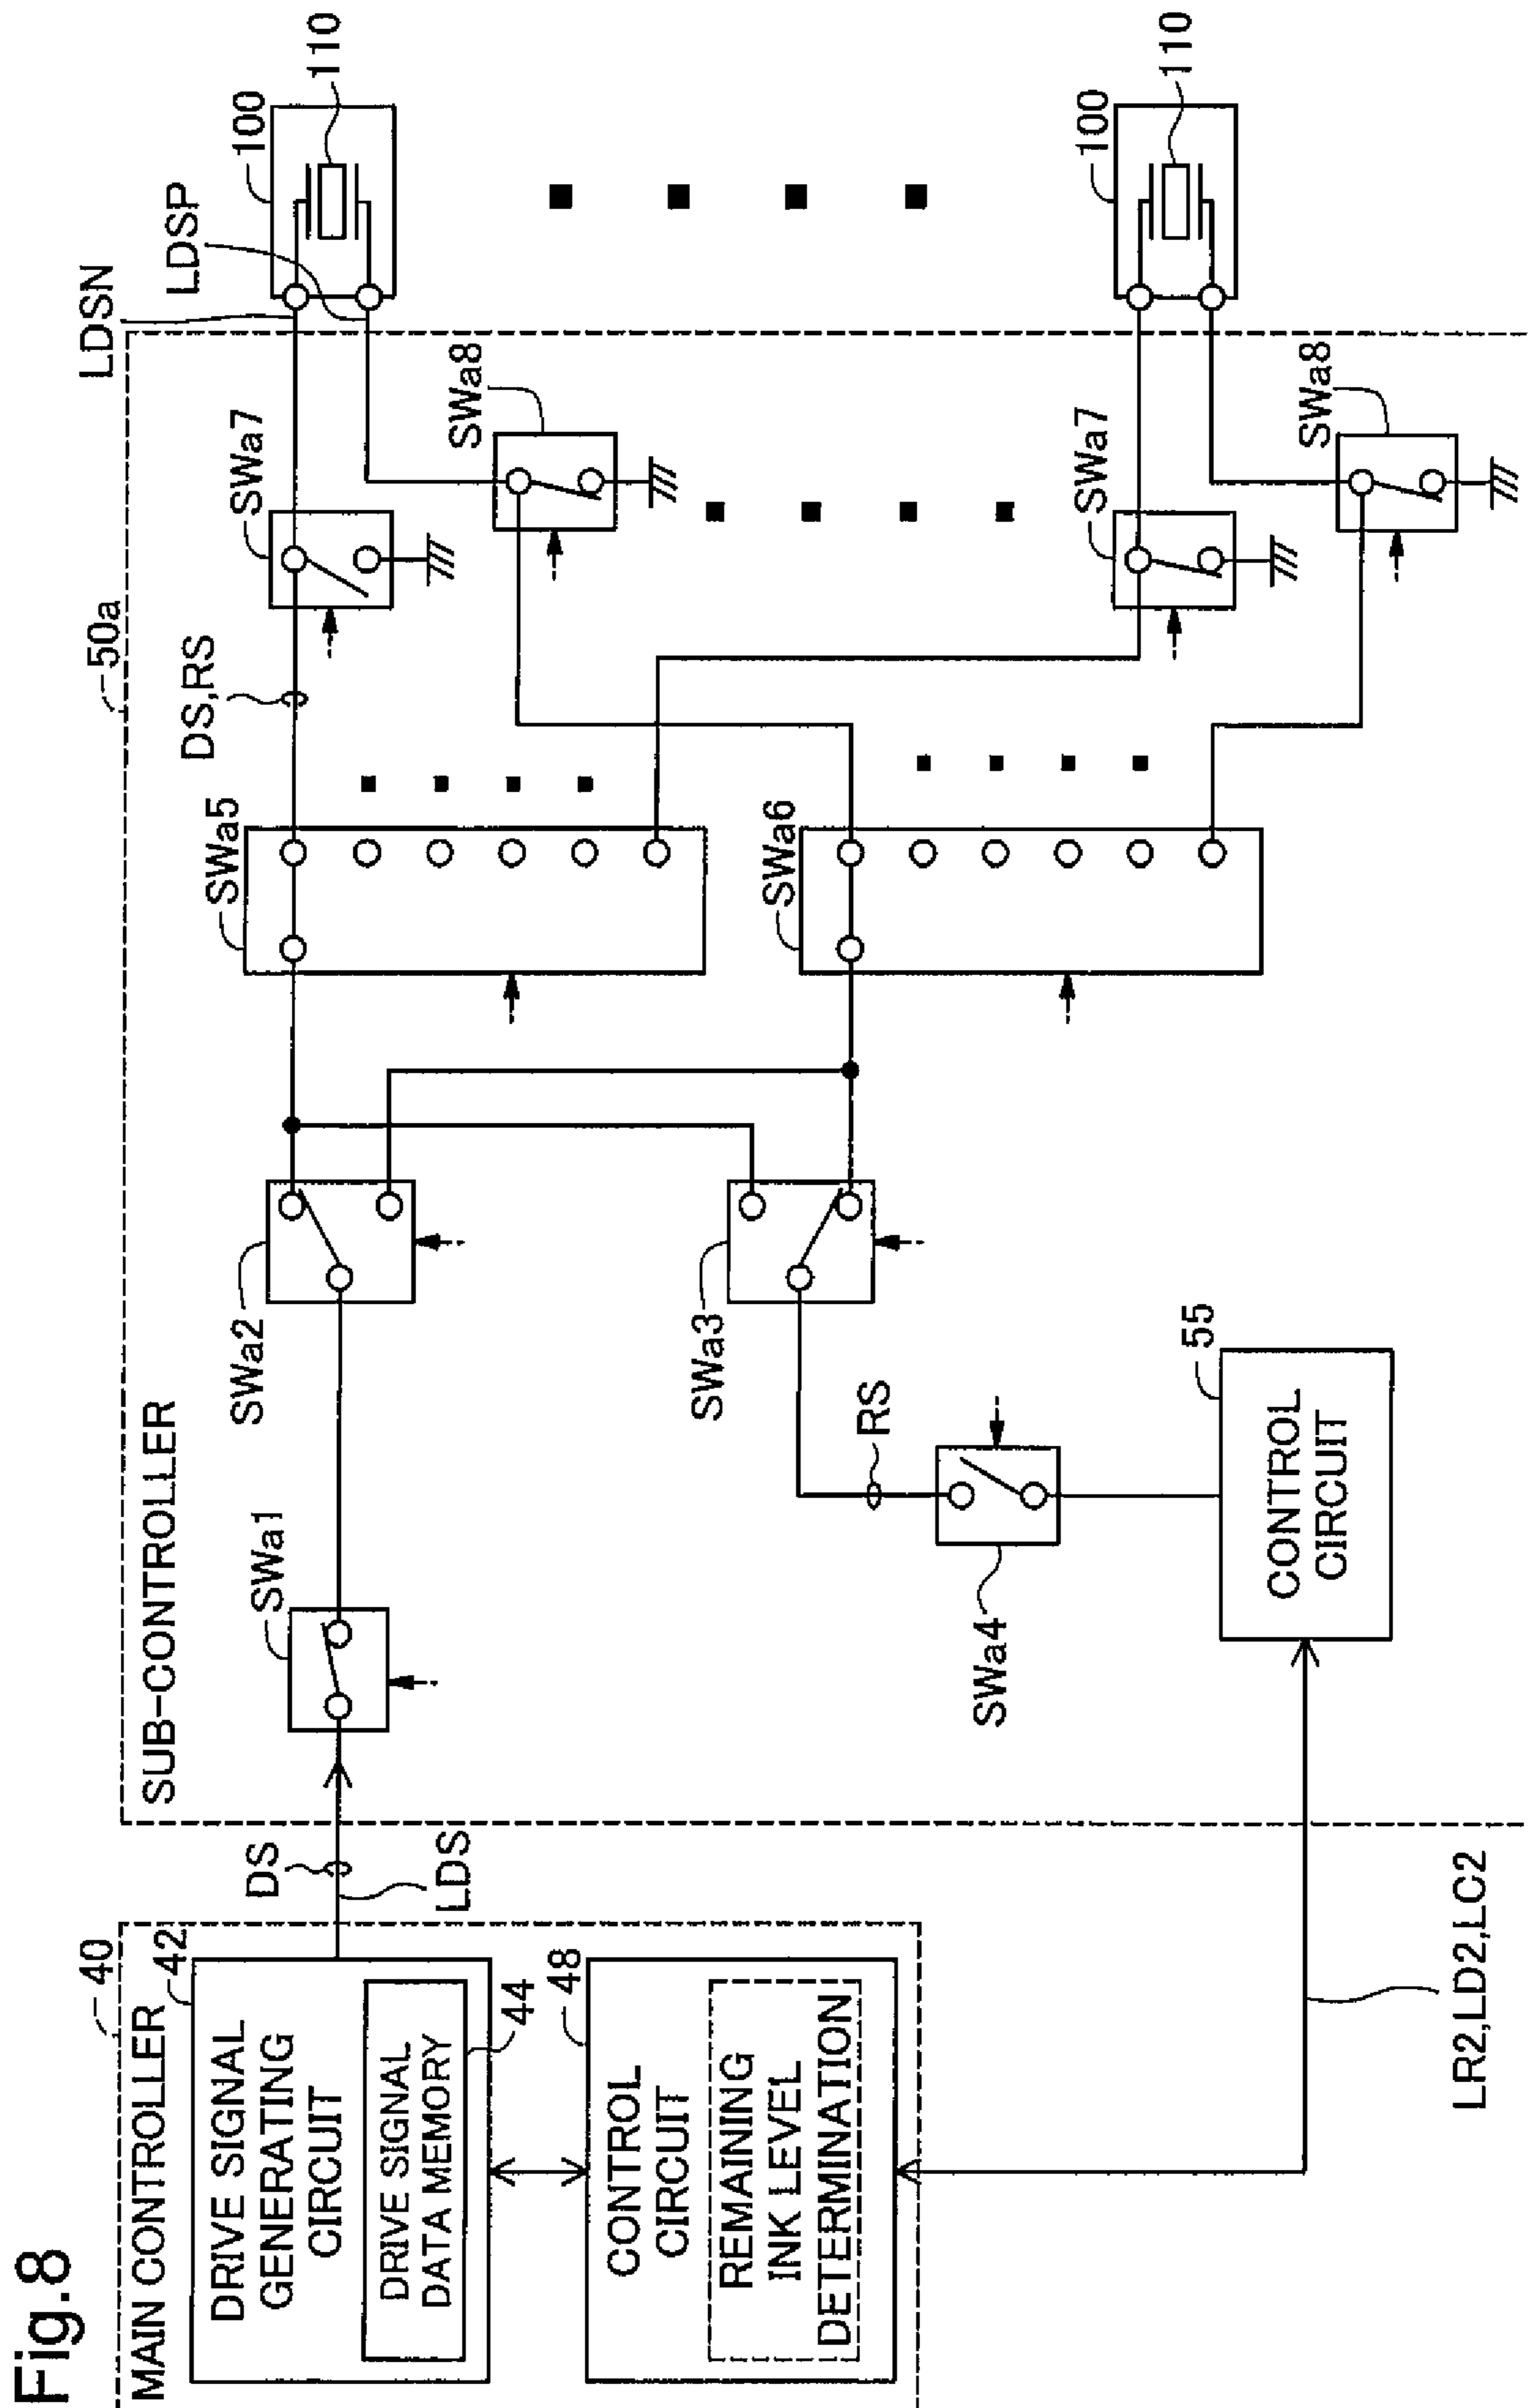 Fig.8
MAIN CONTROLLER
40
DRIVE SIGNAL
GENERATING
CIRCUIT
42
DRIVE SIGNAL
DATA MEMORY
44
CONTROL
CIRCUIT
48
REMAINING
INK LEVEL
DETERMINATION
DS
LDS
LR2,LD2,LC2
SUB-CONTROLLER
50a
SWa1
SWa2
SWa3
RS
SWa4
55
CONTROL
CIRCUIT
SWa5
SWa6
DS,RS
SWa7
SWa8
SWa7
SWa8
LDSN
LDSP
100
110
100
110